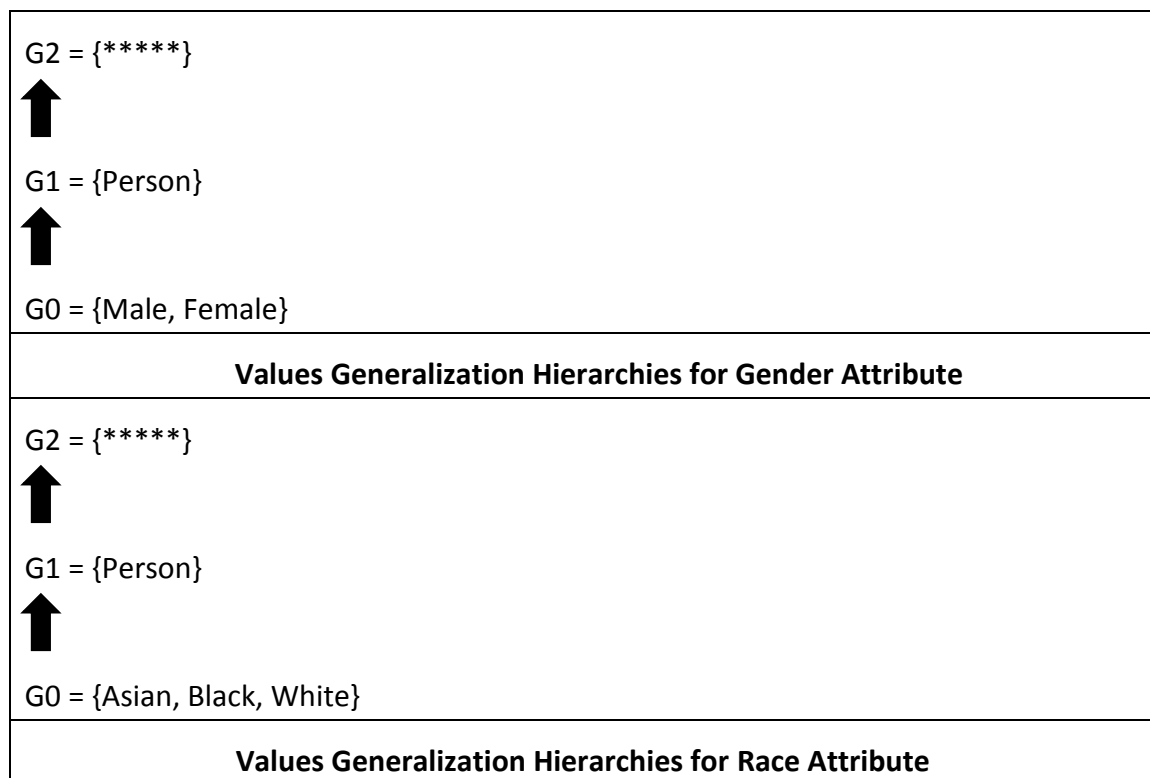 G2 = {*****}
G1 = {Person}
G0 = {Male, Female}
Values Generalization Hierarchies for Gender Attribute
G2 = {*****}
G1 = {Person}
G0 = {Asian, Black, White}
Values Generalization Hierarchies for Race Attribute